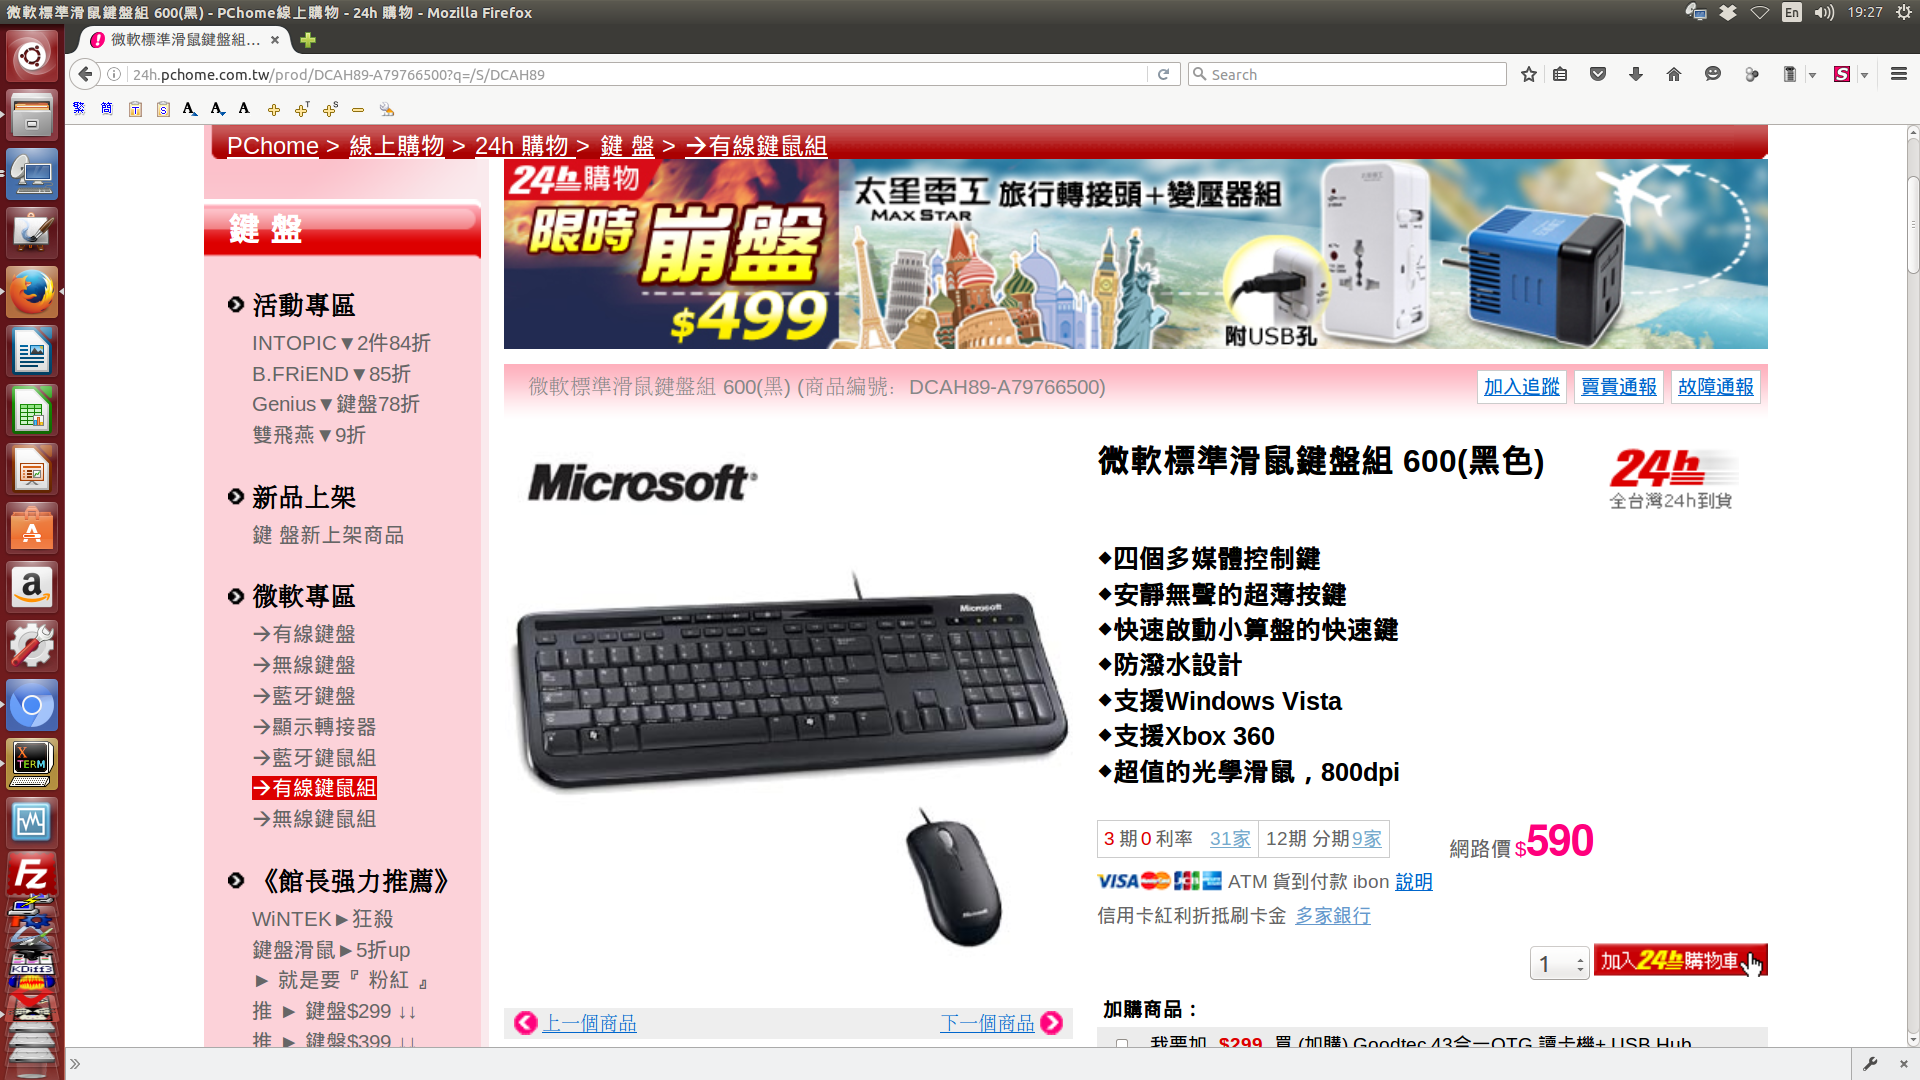 微軟標準滑鼠鍵盤組 600(黑) - PChome線上購物 - 24h 購物 - Mozilla Firefox
En
19:27
微軟標準滑鼠鍵盤組...
24h.pchome.com.tw/prod/DCAH89-A79766500?q=/S/DCAH89
Search
繁 簡
PChome > 線上購物 > 24h 購物 > 鍵 盤 > →有線鍵鼠組
24h購物
限時崩盤
$499
太星電工
MAX STAR
旅行轉接頭+變壓器組
附USB孔
鍵 盤
活動專區
INTOPIC▼2件84折
B.FRiEND▼85折
Genius▼鍵盤78折
雙飛燕▼9折
新品上架
鍵 盤新上架商品
微軟專區
→有線鍵盤
→無線鍵盤
→藍牙鍵盤
→顯示轉接器
→藍牙鍵鼠組
→有線鍵鼠組
→無線鍵鼠組
《館長强力推薦》
WiNTEK►狂殺
鍵盤滑鼠►5折up
► 就是要『 粉紅 』
推 ► 鍵盤$299 ↓↓
推 ► 鍵盤$399 ↓↓
微軟標準滑鼠鍵盤組 600(黑) (商品編號： DCAH89-A79766500)
加入追蹤
賣貴通報
故障通報
Microsoft
Microsoft
上一個商品
下一個商品
微軟標準滑鼠鍵盤組 600(黑色)
24h
全台灣24h到貨
◆四個多媒體控制鍵
◆安靜無聲的超薄按鍵
◆快速啟動小算盤的快速鍵
◆防潑水設計
◆支援Windows Vista
◆支援Xbox 360
◆超值的光學滑鼠，800dpi
3 期 0 利率 31家
12期 分期 9家
網路價 $590
VISA JCB ATM 貨到付款 ibon 說明
信用卡紅利折抵刷卡金 多家銀行
1
加入24h購物車
加購商品：
我要加 $299 買 (加購) Goodtec 43合一OTG 讀卡機+ USB Hub
a
X
TERM
Fz
KDiff3